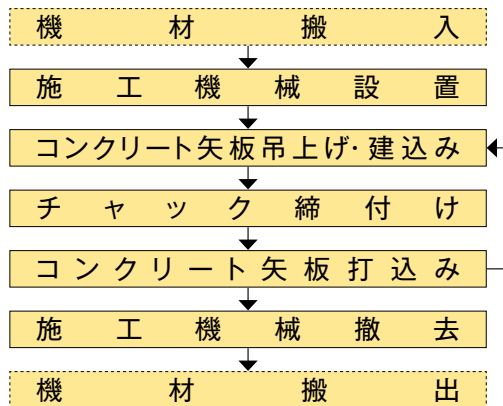 機材搬入
施工機械設置
コンクリート矢板吊上げ・建込み
チャック締付け
コンクリート矢板打込み
施工機械撤去
機材搬出